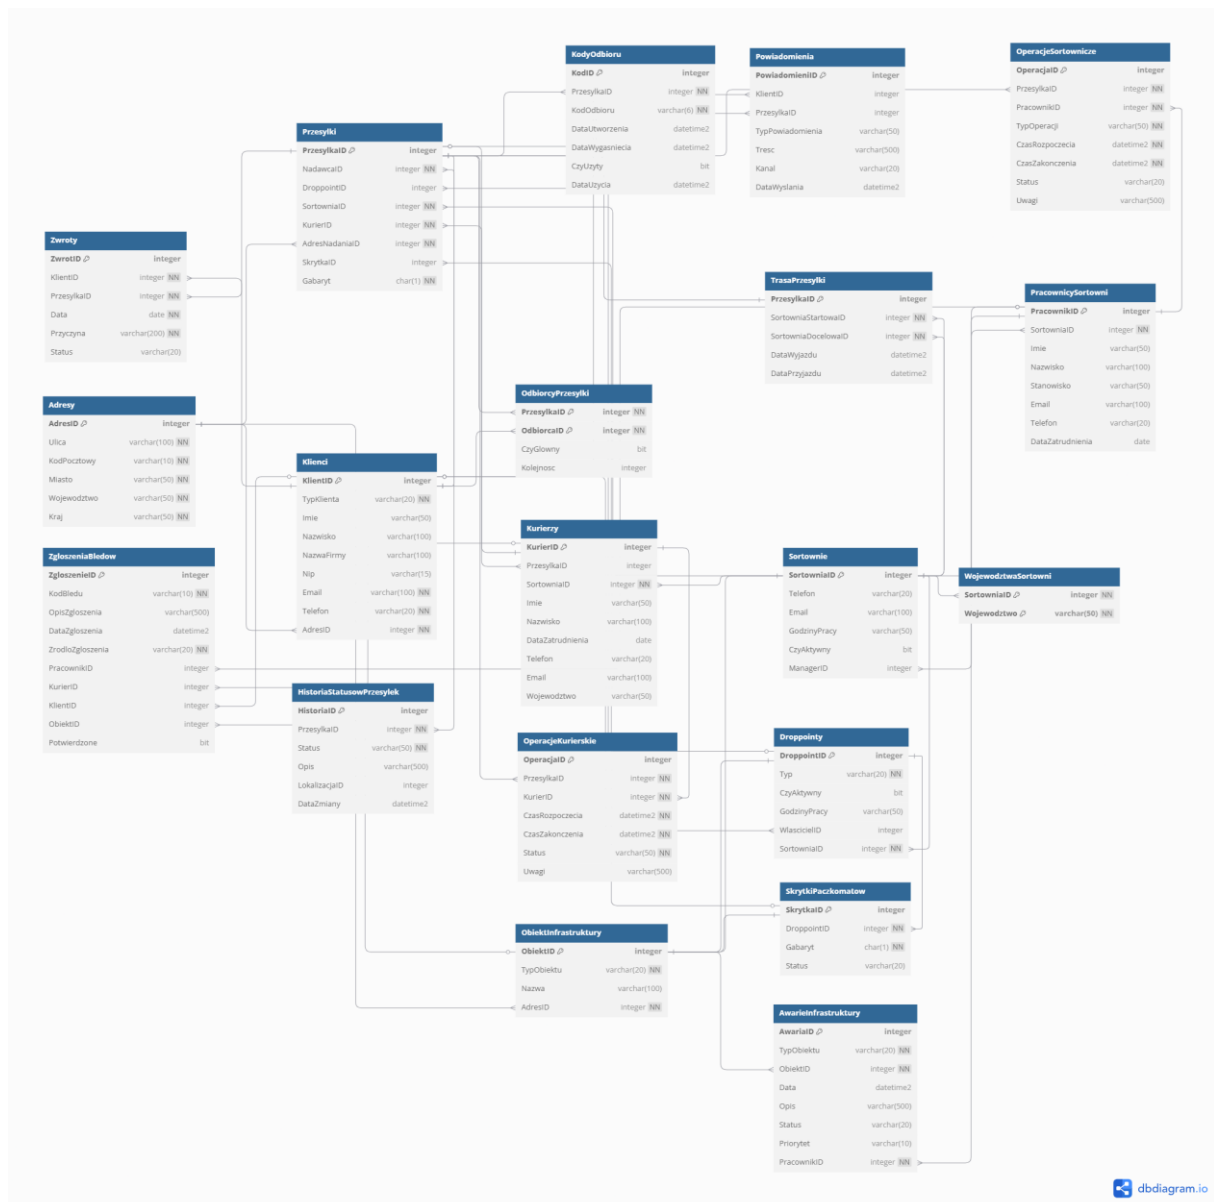 KodyOdbioru
KodID integer
PrzesylkaID integer NN
KodOdbioru varchar(6) NN
DataUtworzenia datetime2
DataWygasniecia datetime2
CzyUzyty bit
DataUzycia datetime2
Powiadomienia
PowiadomieniID integer
KlientID integer
PrzesylkaID integer
TypPowiadomienia varchar(50)
Tresc varchar(500)
Kanal varchar(20)
DataWyslania datetime2
OperacjeSortownicze
OperacjaID integer
PrzesylkaID integer NN
PracownikID integer NN
TypOperacji varchar(50) NN
CzasRozpoczecia datetime2 NN
CzasZakonczenia datetime2 NN
Status varchar(20)
Uwagi varchar(500)
Przesylki
PrzesylkaID integer
NadawcaID integer NN
DroppointID integer
SortowniaID integer NN
KurierID integer NN
AdresNadaniaID integer NN
SkrytkaID integer
Gabaryt char(1) NN
Zwroty
ZwrotID integer
KlientID integer NN
PrzesylkaID integer NN
Data date NN
Przyczyna varchar(200) NN
Status varchar(20)
TrasaPrzesylki
PrzesylkaID integer
SortowniaStartowaID integer NN
SortowniaDocelowaID integer NN
DataWyjazdu datetime2
DataPrzyjazdu datetime2
PracownicySortowni
PracownikID integer
SortowniaID integer NN
Imie varchar(50)
Nazwisko varchar(100)
Stanowisko varchar(50)
Email varchar(100)
Telefon varchar(20)
DataZatrudnienia date
Adresy
AdresID integer
Ulica varchar(100) NN
KodPocztowy varchar(10) NN
Miasto varchar(50) NN
Wojewodztwo varchar(50) NN
Kraj varchar(50) NN
OdbiorcyPrzesylki
PrzesylkaID integer NN
OdbiorcaID integer NN
CzyGlowny bit
Kolejnosc integer
Klienci
KlientID integer
TypKlienta varchar(20) NN
Imie varchar(50)
Nazwisko varchar(100)
NazwaFirmy varchar(100)
Nip varchar(15)
Email varchar(100) NN
Telefon varchar(20) NN
AdresID integer NN
ZgloszeniaBledow
ZgloszenieID integer
KodBledu varchar(10) NN
OpisZgloszenia varchar(500)
DataZgloszenia datetime2
ZrodloZgloszenia varchar(20) NN
PracownikID integer
KurierID integer
KlientID integer
ObiektID integer
Potwierdzone bit
Kurierzy
KurierID integer
PrzesylkaID integer
SortowniaID integer NN
Imie varchar(50)
Nazwisko varchar(100)
DataZatrudnienia date
Telefon varchar(20)
Email varchar(100)
Wojewodztwo varchar(50)
Sortownie
SortowniaID integer
Telefon varchar(20)
Email varchar(100)
GodzinyPracy varchar(50)
CzyAktywny bit
ManagerID integer
WojewodztwaSortowni
SortowniaID integer NN
Wojewodztwo varchar(50) NN
HistoriaStatusowPrzesylek
HistoriaID integer
PrzesylkaID integer NN
Status varchar(50) NN
Opis varchar(500)
LokalizacjaID integer
DataZmiany datetime2
OperacjeKurierskie
OperacjaID integer
PrzesylkaID integer NN
KurierID integer NN
CzasRozpoczecia datetime2 NN
CzasZakonczenia datetime2 NN
Status varchar(50) NN
Uwagi varchar(500)
Droppointy
DroppointID integer
Typ varchar(20) NN
CzyAktywny bit
GodzinyPracy varchar(50)
WlascicielID integer
SortowniaID integer NN
SkrytkiPaczkomatow
SkrytkaID integer
DroppointID integer NN
Gabaryt char(1) NN
Status varchar(20)
ObiektInfrastruktury
ObiektID integer
TypObiektu varchar(20) NN
Nazwa varchar(100)
AdresID integer NN
AwarieInfrastruktury
AwariaID integer
TypObiektu varchar(20) NN
ObiektID integer NN
Data datetime2
Opis varchar(500)
Status varchar(20)
Priorytet varchar(10)
PracownikID integer NN
dbdiagram.io